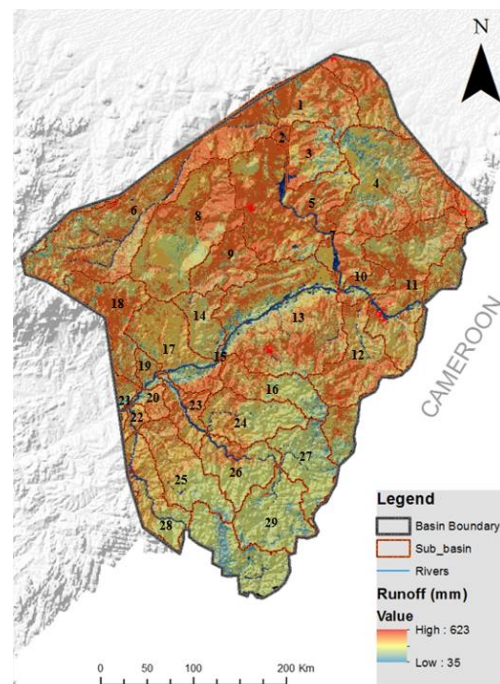 N
1
2
3
4
5
6
7
8
9
10
11
12
13
14
15
16
17
18
19
20
21
22
23
24
25
26
27
28
29
CAMEROON
Legend
Basin Boundary
Sub_basin
Rivers
Runoff (mm)
Value
High : 623
Low : 35
0 50 100 200 Km